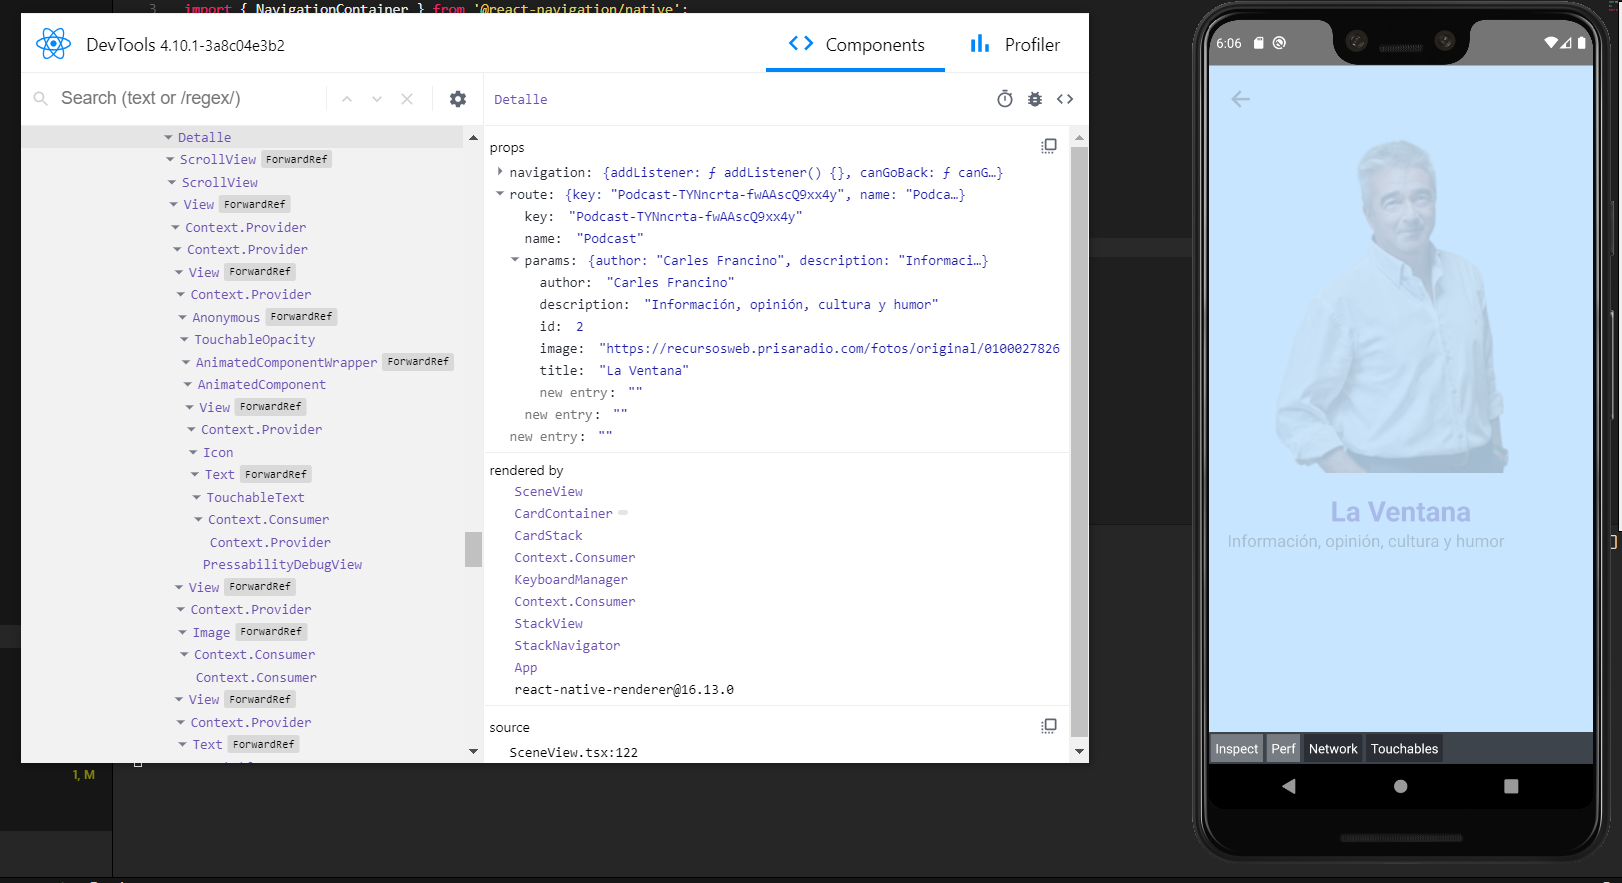 3 import { NavigationContainer } from '@react-navigation/native';
DevTools 4.10.1-3a8c04e3b2
Components
Profiler
Search (text or /regex/)
Detalle
Detalle
ScrollView ForwardRef
ScrollView
View ForwardRef
Context.Provider
Context.Provider
View ForwardRef
Context.Provider
Anonymous ForwardRef
TouchableOpacity
AnimatedComponentWrapper ForwardRef
AnimatedComponent
View ForwardRef
Context.Provider
Icon
Text ForwardRef
TouchableText
Context.Consumer
Context.Provider
PressabilityDebugView
View ForwardRef
Context.Provider
Image ForwardRef
Context.Consumer
Context.Consumer
View ForwardRef
Context.Provider
Text ForwardRef
props
navigation: {addListener: ƒ addListener() {}, canGoBack: ƒ canG…}
route: {key: "Podcast-TYNncrta-fwAAscQ9xx4y", name: "Podca…}
key: "Podcast-TYNncrta-fwAAscQ9xx4y"
name: "Podcast"
params: {author: "Carles Francino", description: "Informaci…}
author: "Carles Francino"
description: "Información, opinión, cultura y humor"
id: 2
image: "https://recursosweb.prisaradio.com/fotos/original/0100027826
title: "La Ventana"
new entry: ""
new entry: ""
new entry: ""
rendered by
SceneView
CardContainer
CardStack
Context.Consumer
KeyboardManager
Context.Consumer
StackView
StackNavigator
App
react-native-renderer@16.13.0
source
SceneView.tsx:122
1, M
6:06
La Ventana
Información, opinión, cultura y humor
Inspect Perf Network Touchables